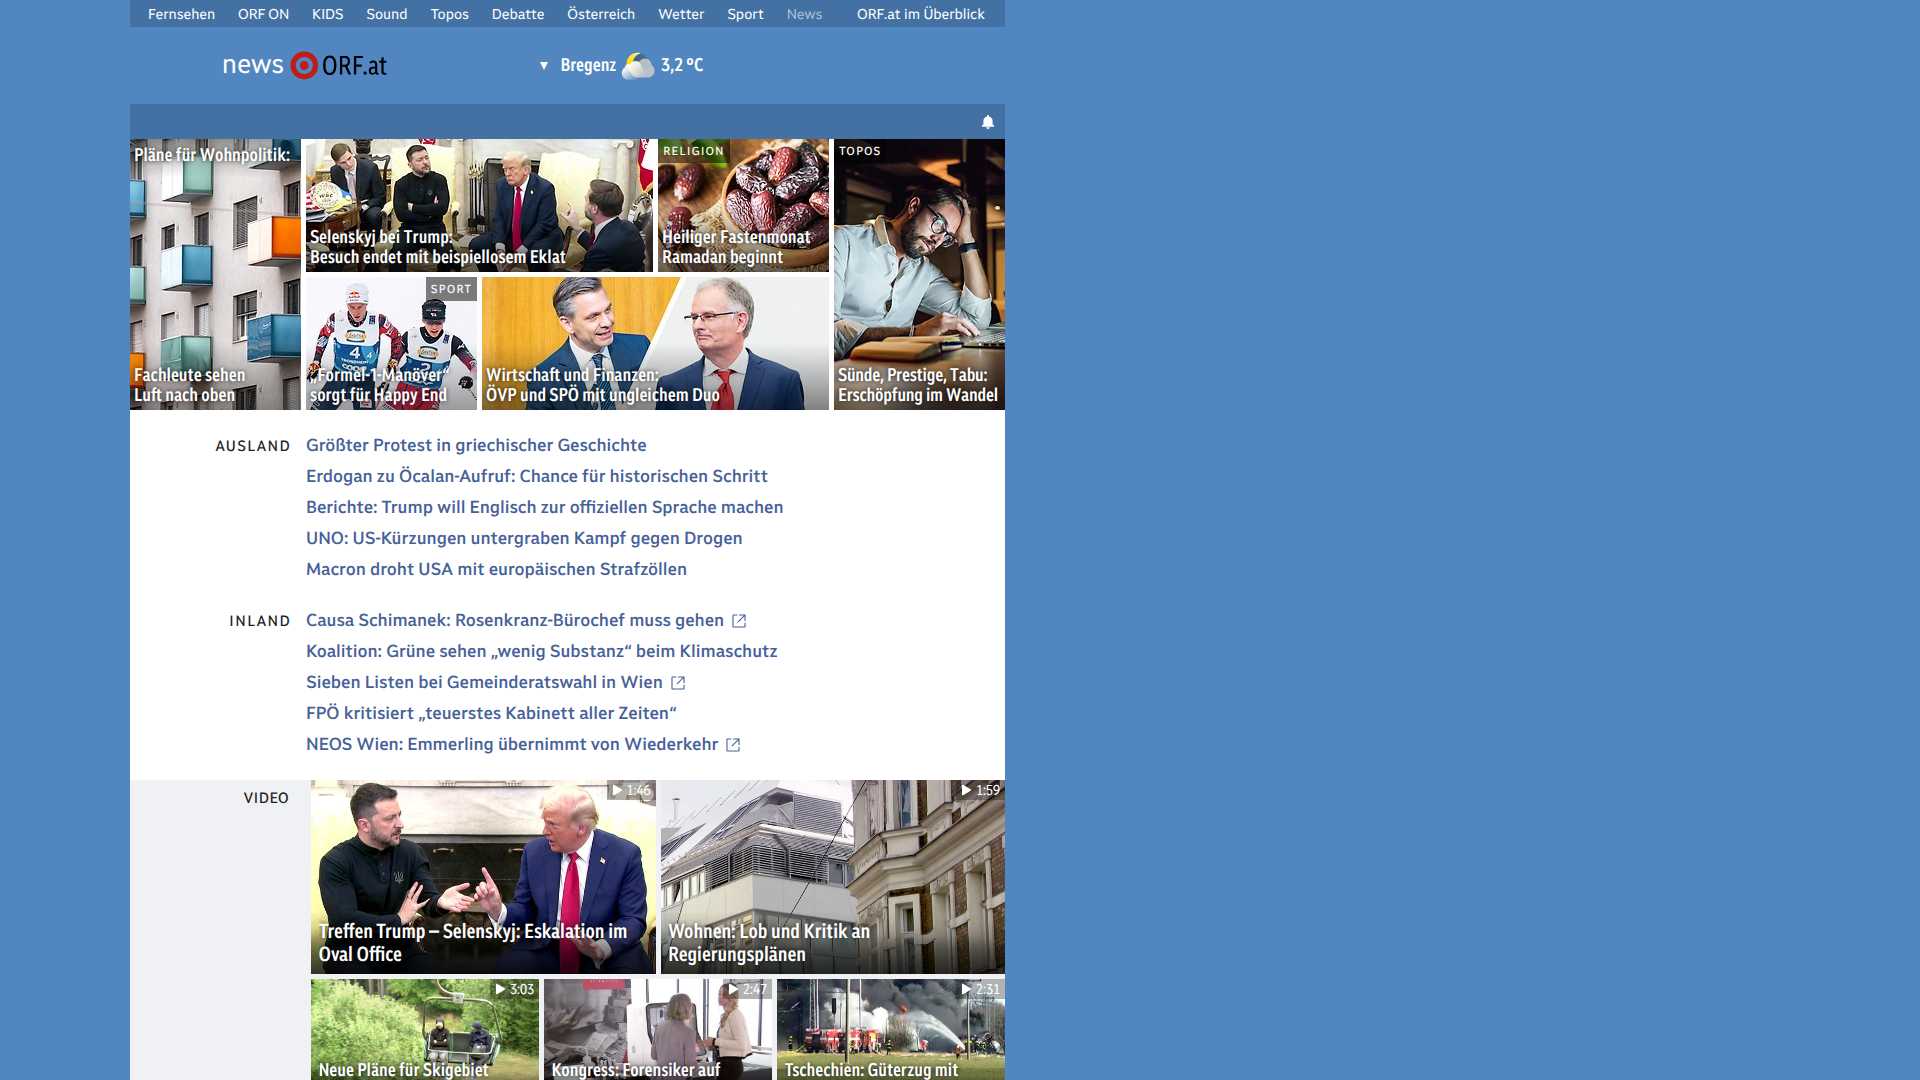 Fernsehen ORF ON KIDS Sound Topos Debatte Österreich Wetter Sport News ORF.at im Überblick
news ORF.at
Bregenz 3,2 °C
Pläne für Wohnpolitik:
Fachleute sehen
Luft nach oben
Selenskyj bei Trump:
Besuch endet mit beispiellosem Eklat
RELIGION
Heiliger Fastenmonat
Ramadan beginnt
TOPOS
Sünde, Prestige, Tabu:
Erschöpfung im Wandel
SPORT
„Formel-1-Manöver“
sorgt für Happy End
Wirtschaft und Finanzen:
ÖVP und SPÖ mit ungleichem Duo
AUSLAND
Größter Protest in griechischer Geschichte
Erdogan zu Öcalan-Aufruf: Chance für historischen Schritt
Berichte: Trump will Englisch zur offiziellen Sprache machen
UNO: US-Kürzungen untergraben Kampf gegen Drogen
Macron droht USA mit europäischen Strafzöllen
INLAND
Causa Schimanek: Rosenkranz-Bürochef muss gehen
Koalition: Grüne sehen „wenig Substanz“ beim Klimaschutz
Sieben Listen bei Gemeinderatswahl in Wien
FPÖ kritisiert „teuerstes Kabinett aller Zeiten“
NEOS Wien: Emmerling übernimmt von Wiederkehr
VIDEO
1:46
Treffen Trump – Selenskyj: Eskalation im
Oval Office
1:59
Wohnen: Lob und Kritik an
Regierungsplänen
3:03
Neue Pläne für Skigebiet
2:47
Kongress: Forensiker auf
2:31
Tschechien: Güterzug mit